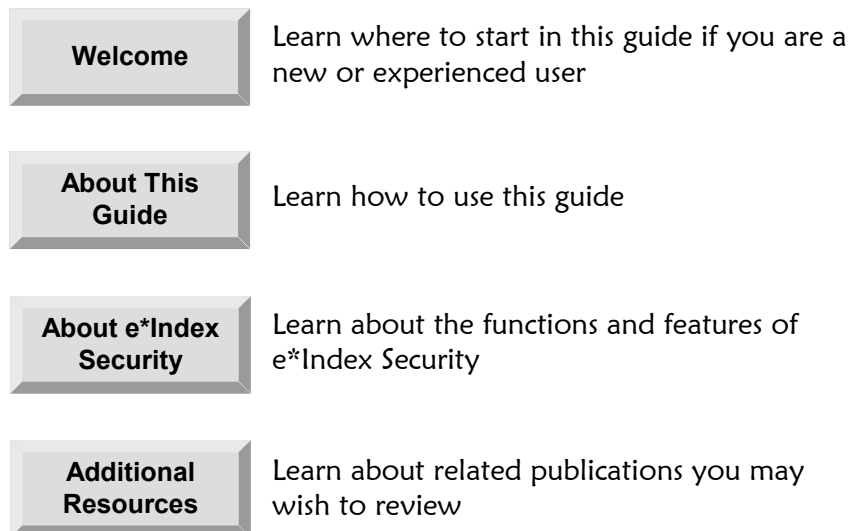 Welcome
Learn where to start in this guide if you are a
new or experienced user
About This
Guide
Learn how to use this guide
About e*Index
Security
Learn about the functions and features of
e*Index Security
Additional
Resources
Learn about related publications you may
wish to review